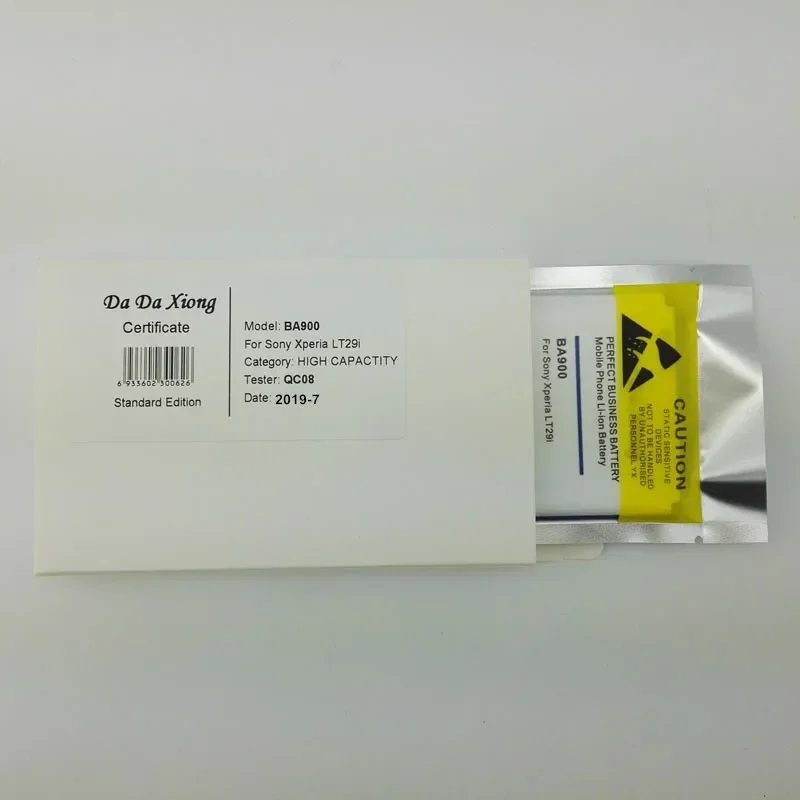 Da Da Xiong
Certificate
6 933602 300626
Standard Edition
Model: BA900
For Sony Xperia LT29i
Category: HIGH CAPACTITY
Tester: QC08
Date: 2019-7
PERFECT BUSINESS BATTERY
Mobile Phone LI-ion Battery
BA900
For Sony Xperia LT29i
CAUTION
STATIC SENSITIVE
DEVICES
NOT TO BE HANDLED
BY UNAUTHORISED
PERSONNEL YX